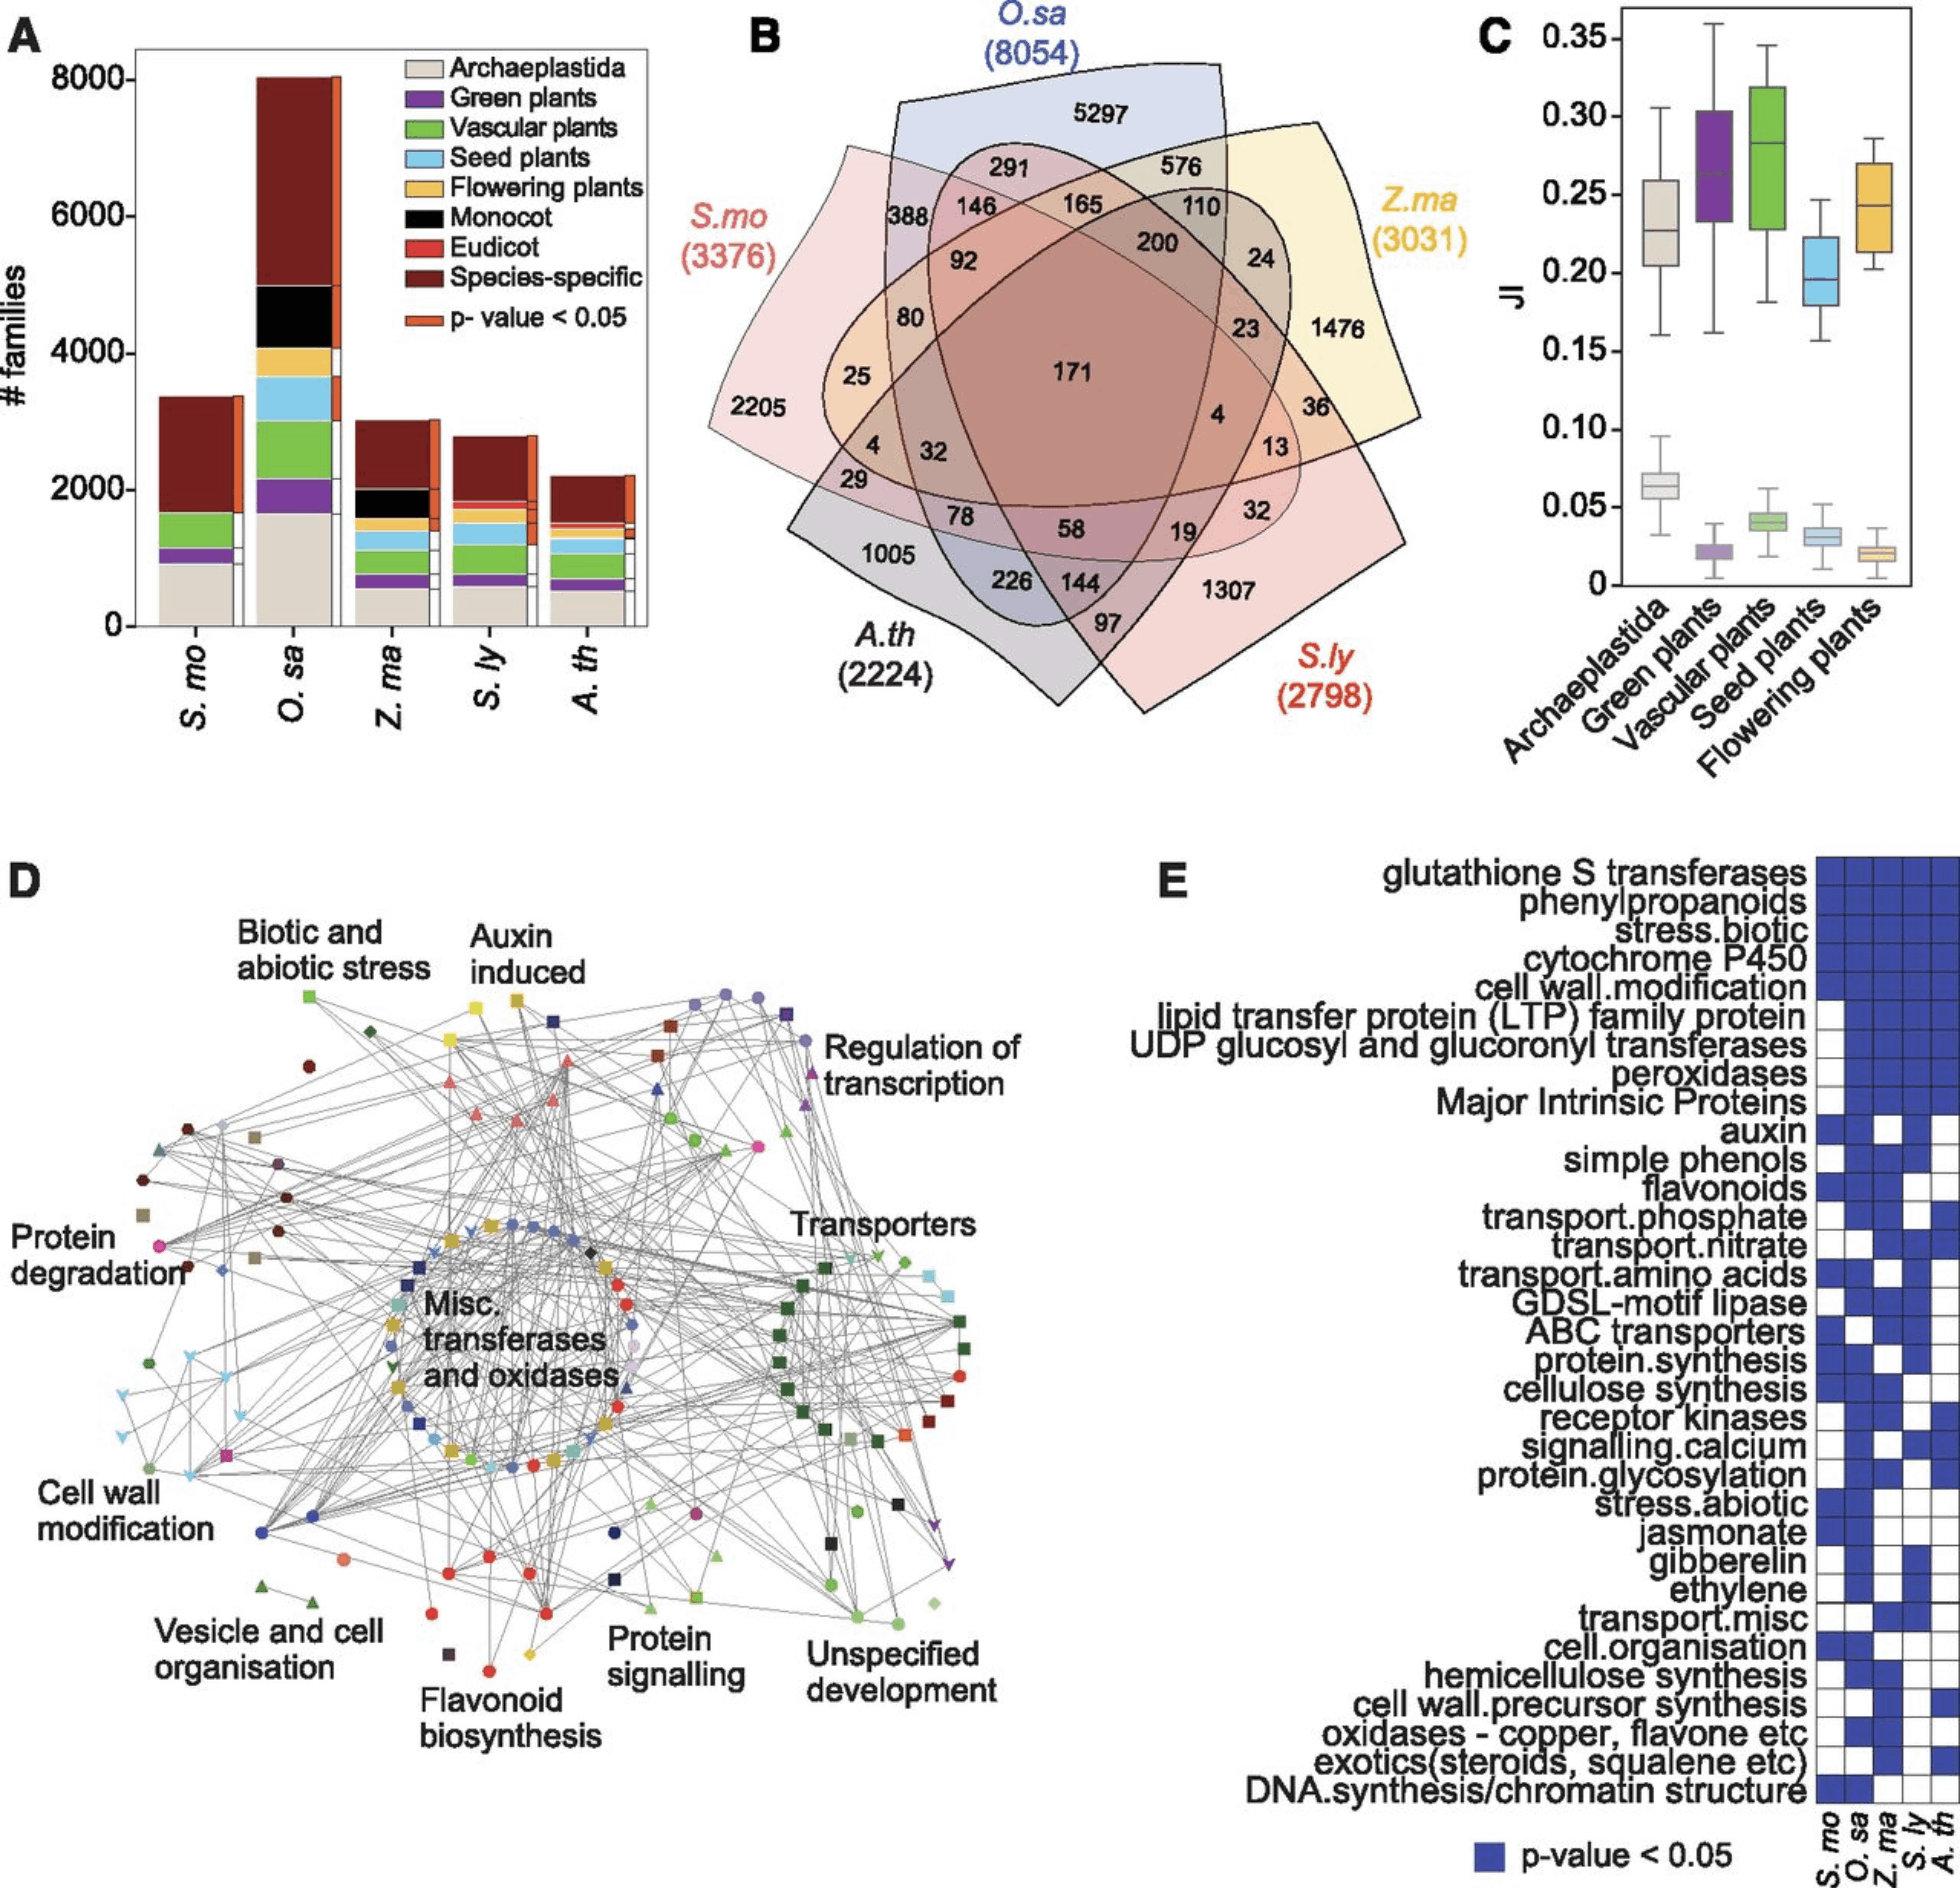 A
8000
6000
4000
2000
0
# families
Archaeplastida
Green plants
Vascular plants
Seed plants
Flowering plants
Monocot
Eudicot
Species-specific
p- value < 0.05
S. mo
O. sa
Z. ma
S. ly
A. th
B
O.sa
(8054)
S.mo
(3376)
Z.ma
(3031)
A.th
(2224)
S.ly
(2798)
5297
291
576
388
146
165
110
200
92
24
80
23
1476
171
25
2205
4
36
4
32
13
29
78
58
19
32
1005
226
144
1307
97
C
0.35
0.30
0.25
0.20
0.15
0.10
0.05
0
JI
Archaeplastida
Green plants
Vascular plants
Seed plants
Flowering plants
D
Biotic and
abiotic stress
Auxin
induced
Regulation of
transcription
Transporters
Protein
degradation
Misc.
transferases
and oxidases
Cell wall
modification
Vesicle and cell
organisation
Flavonoid
biosynthesis
Protein
signalling
Unspecified
development
E
glutathione S transferases
phenylpropanoids
stress.biotic
cytochrome P450
cell wall.modification
lipid transfer protein (LTP) family protein
UDP glucosyl and glucoronyl transferases
peroxidases
Major Intrinsic Proteins
auxin
simple phenols
flavonoids
transport.phosphate
transport.nitrate
transport.amino acids
GDSL-motif lipase
ABC transporters
protein.synthesis
cellulose synthesis
receptor kinases
signalling.calcium
protein.glycosylation
stress.abiotic
jasmonate
gibberelin
ethylene
transport.misc
cell.organisation
hemicellulose synthesis
cell wall.precursor synthesis
oxidases - copper, flavone etc
exotics(steroids, squalene etc)
DNA.synthesis/chromatin structure
S. mo
O. sa
Z. ma
S. ly
A. th
p-value < 0.05